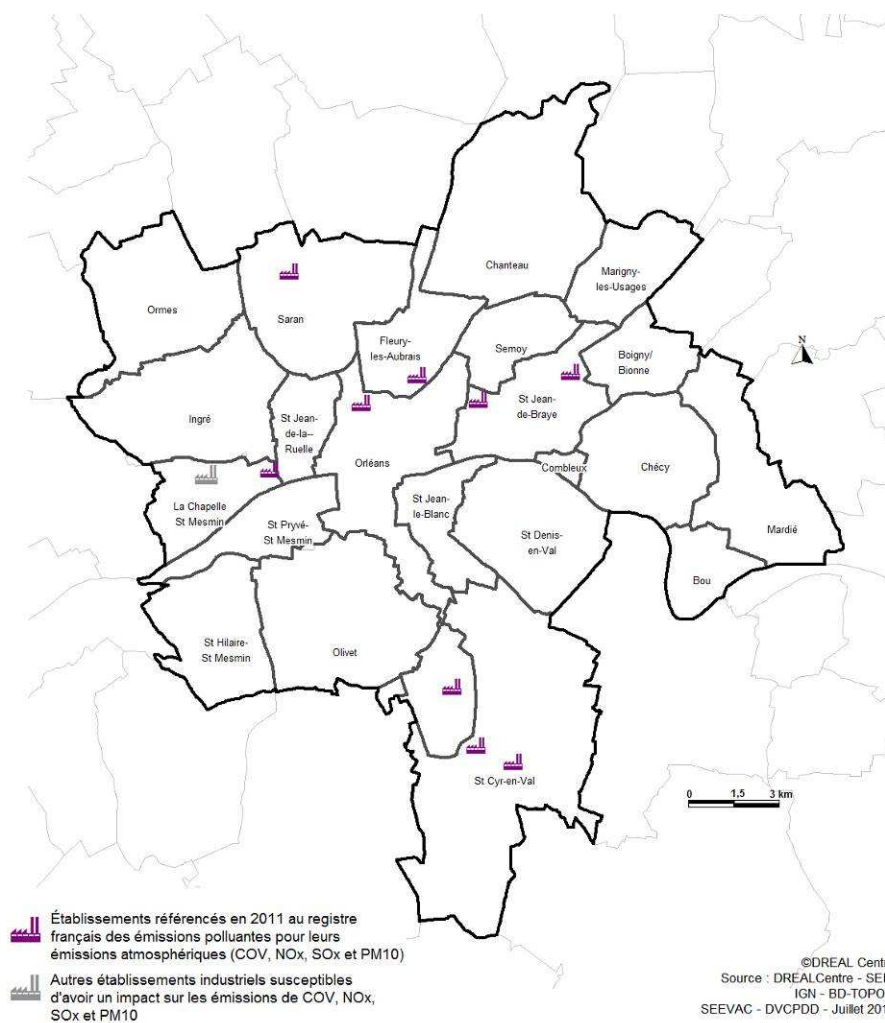 Chanteau
Marigny-
les-Usages
Ormes
Saran
Fleury-
les-Aubrais
Semoy
Boigny/
Bionne
N
Ingré
St Jean-
de-la--
Ruelle
Orléans
St Jean-
de-Braye
Combleux
Chécy
La Chapelle
St Mesmin
St Pryvé-
St Mesmin
St Jean-
le-Blanc
St Denis-
en-Val
Mardié
Bou
St Hilaire-
St Mesmin
Olivet
St Cyr-en-Val
0 1,5 3 km
Établissements référencés en 2011 au registre
français des émissions polluantes pour leurs
émissions atmosphériques (COV, NOx, SOx et PM10)
Autres établissements industriels susceptibles
d'avoir un impact sur les émissions de COV, NOx,
SOx et PM10
©DREAL Centr
Source : DREALCentre - SEI
IGN - BD-TOPO
SEEVAC - DVCPDD - Juillet 201